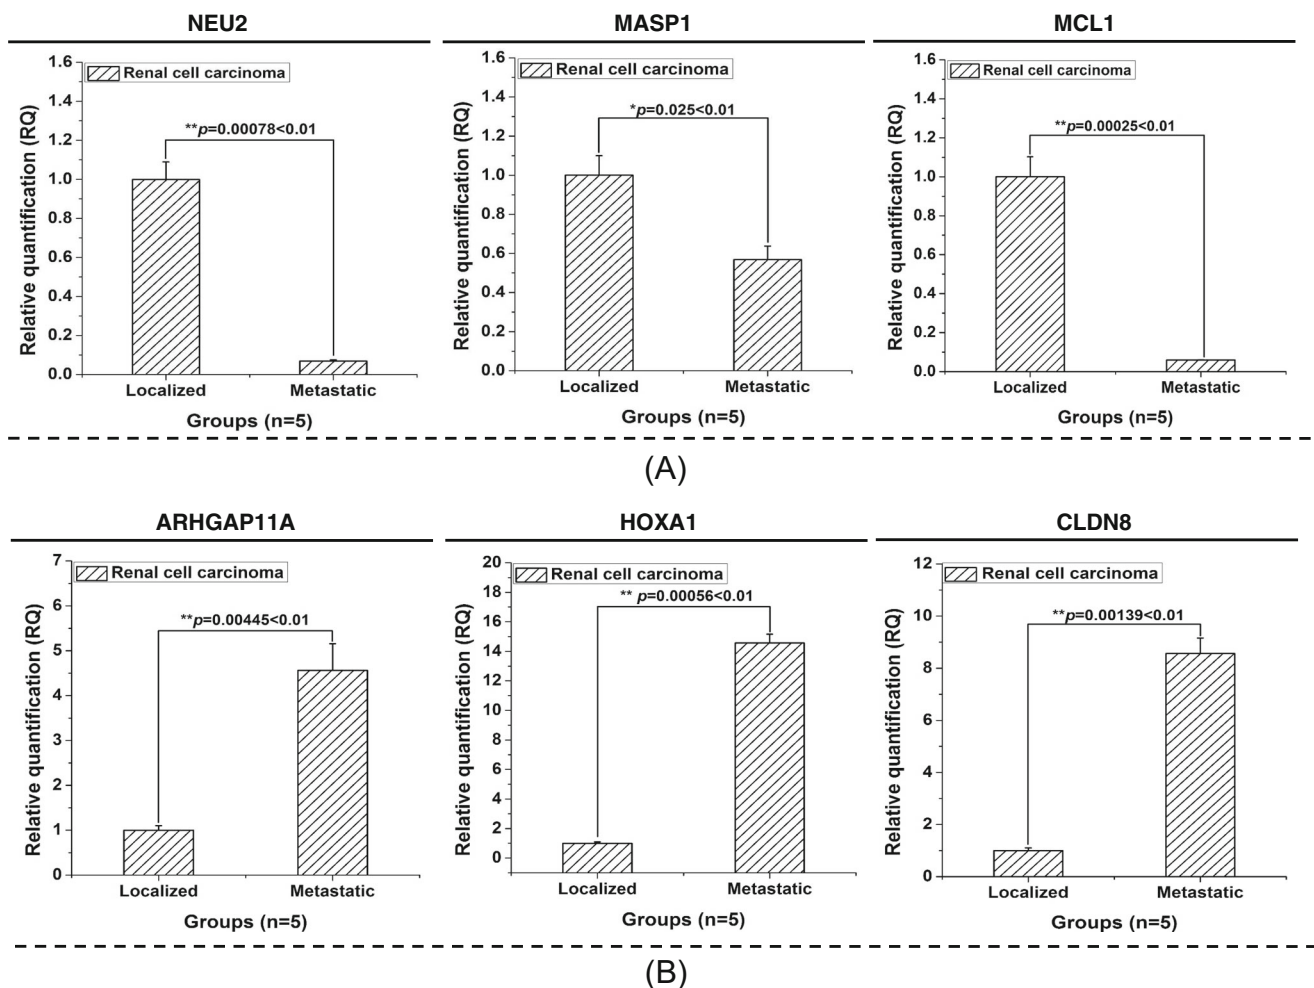 NEU2
MASP1
MCL1
Relative quantification (RQ)
1.6
1.4
1.2
1.0
0.8
0.6
0.4
0.2
0.0
Renal cell carcinoma
**p=0.00078<0.01
Localized
Metastatic
Groups (n=5)
Relative quantification (RQ)
1.6
1.4
1.2
1.0
0.8
0.6
0.4
0.2
0.0
Renal cell carcinoma
*p=0.025<0.01
Localized
Metastatic
Groups (n=5)
Relative quantification (RQ)
1.6
1.4
1.2
1.0
0.8
0.6
0.4
0.2
0.0
Renal cell carcinoma
**p=0.00025<0.01
Localized
Metastatic
Groups (n=5)
(A)
ARHGAP11A
HOXA1
CLDN8
Relative quantification (RQ)
7
6
5
4
3
2
1
0
Renal cell carcinoma
**p=0.00445<0.01
Localized
Metastatic
Groups (n=5)
Relative quantification (RQ)
20
18
16
14
12
10
8
6
4
2
0
Renal cell carcinoma
** p=0.00056<0.01
Localized
Metastatic
Groups (n=5)
Relative quantification (RQ)
12
10
8
6
4
2
0
Renal cell carcinoma
**p=0.00139<0.01
Localized
Metastatic
Groups (n=5)
(B)